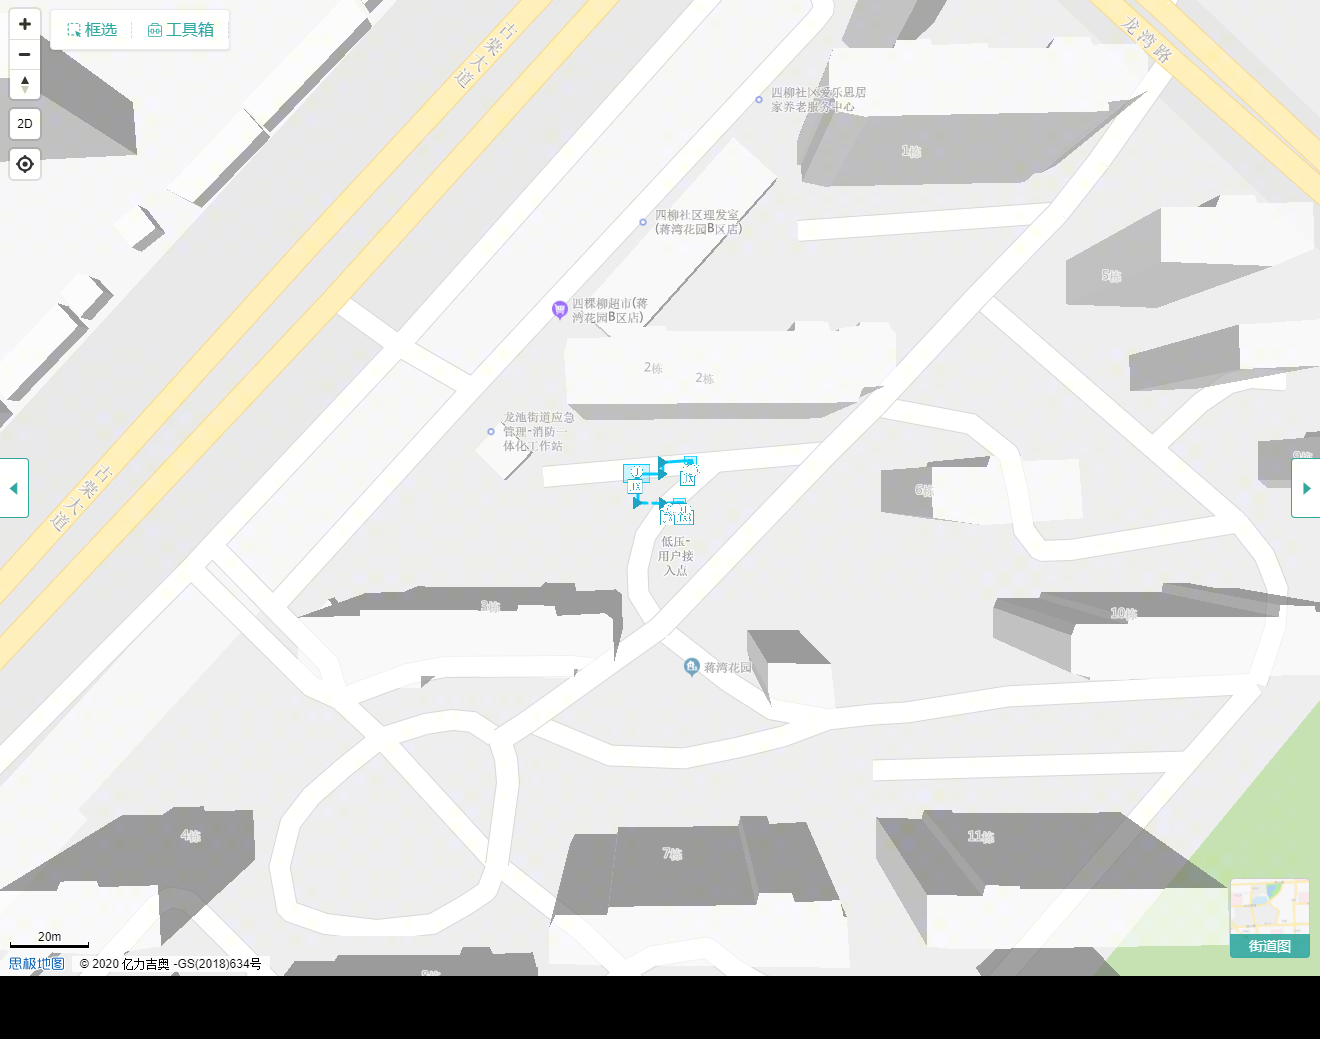 框选
工具箱
2D
古棠大道
龙湾路
四柳社区爱乐思居
家养老服务中心
1栋
四柳社区理发室
(蒋湾花园B区店)
5栋
四棵柳超市(蒋
湾花园B区店)
2栋
2栋
龙池街道应急
管理-消防一
体化工作站
古棠大道
6栋
JX
JX
低压-
用户接
入点
3栋
10栋
蒋湾花园
4栋
7栋
11栋
20m
街道图
思极地图
© 2020 亿力吉奥 -GS(2018)634号